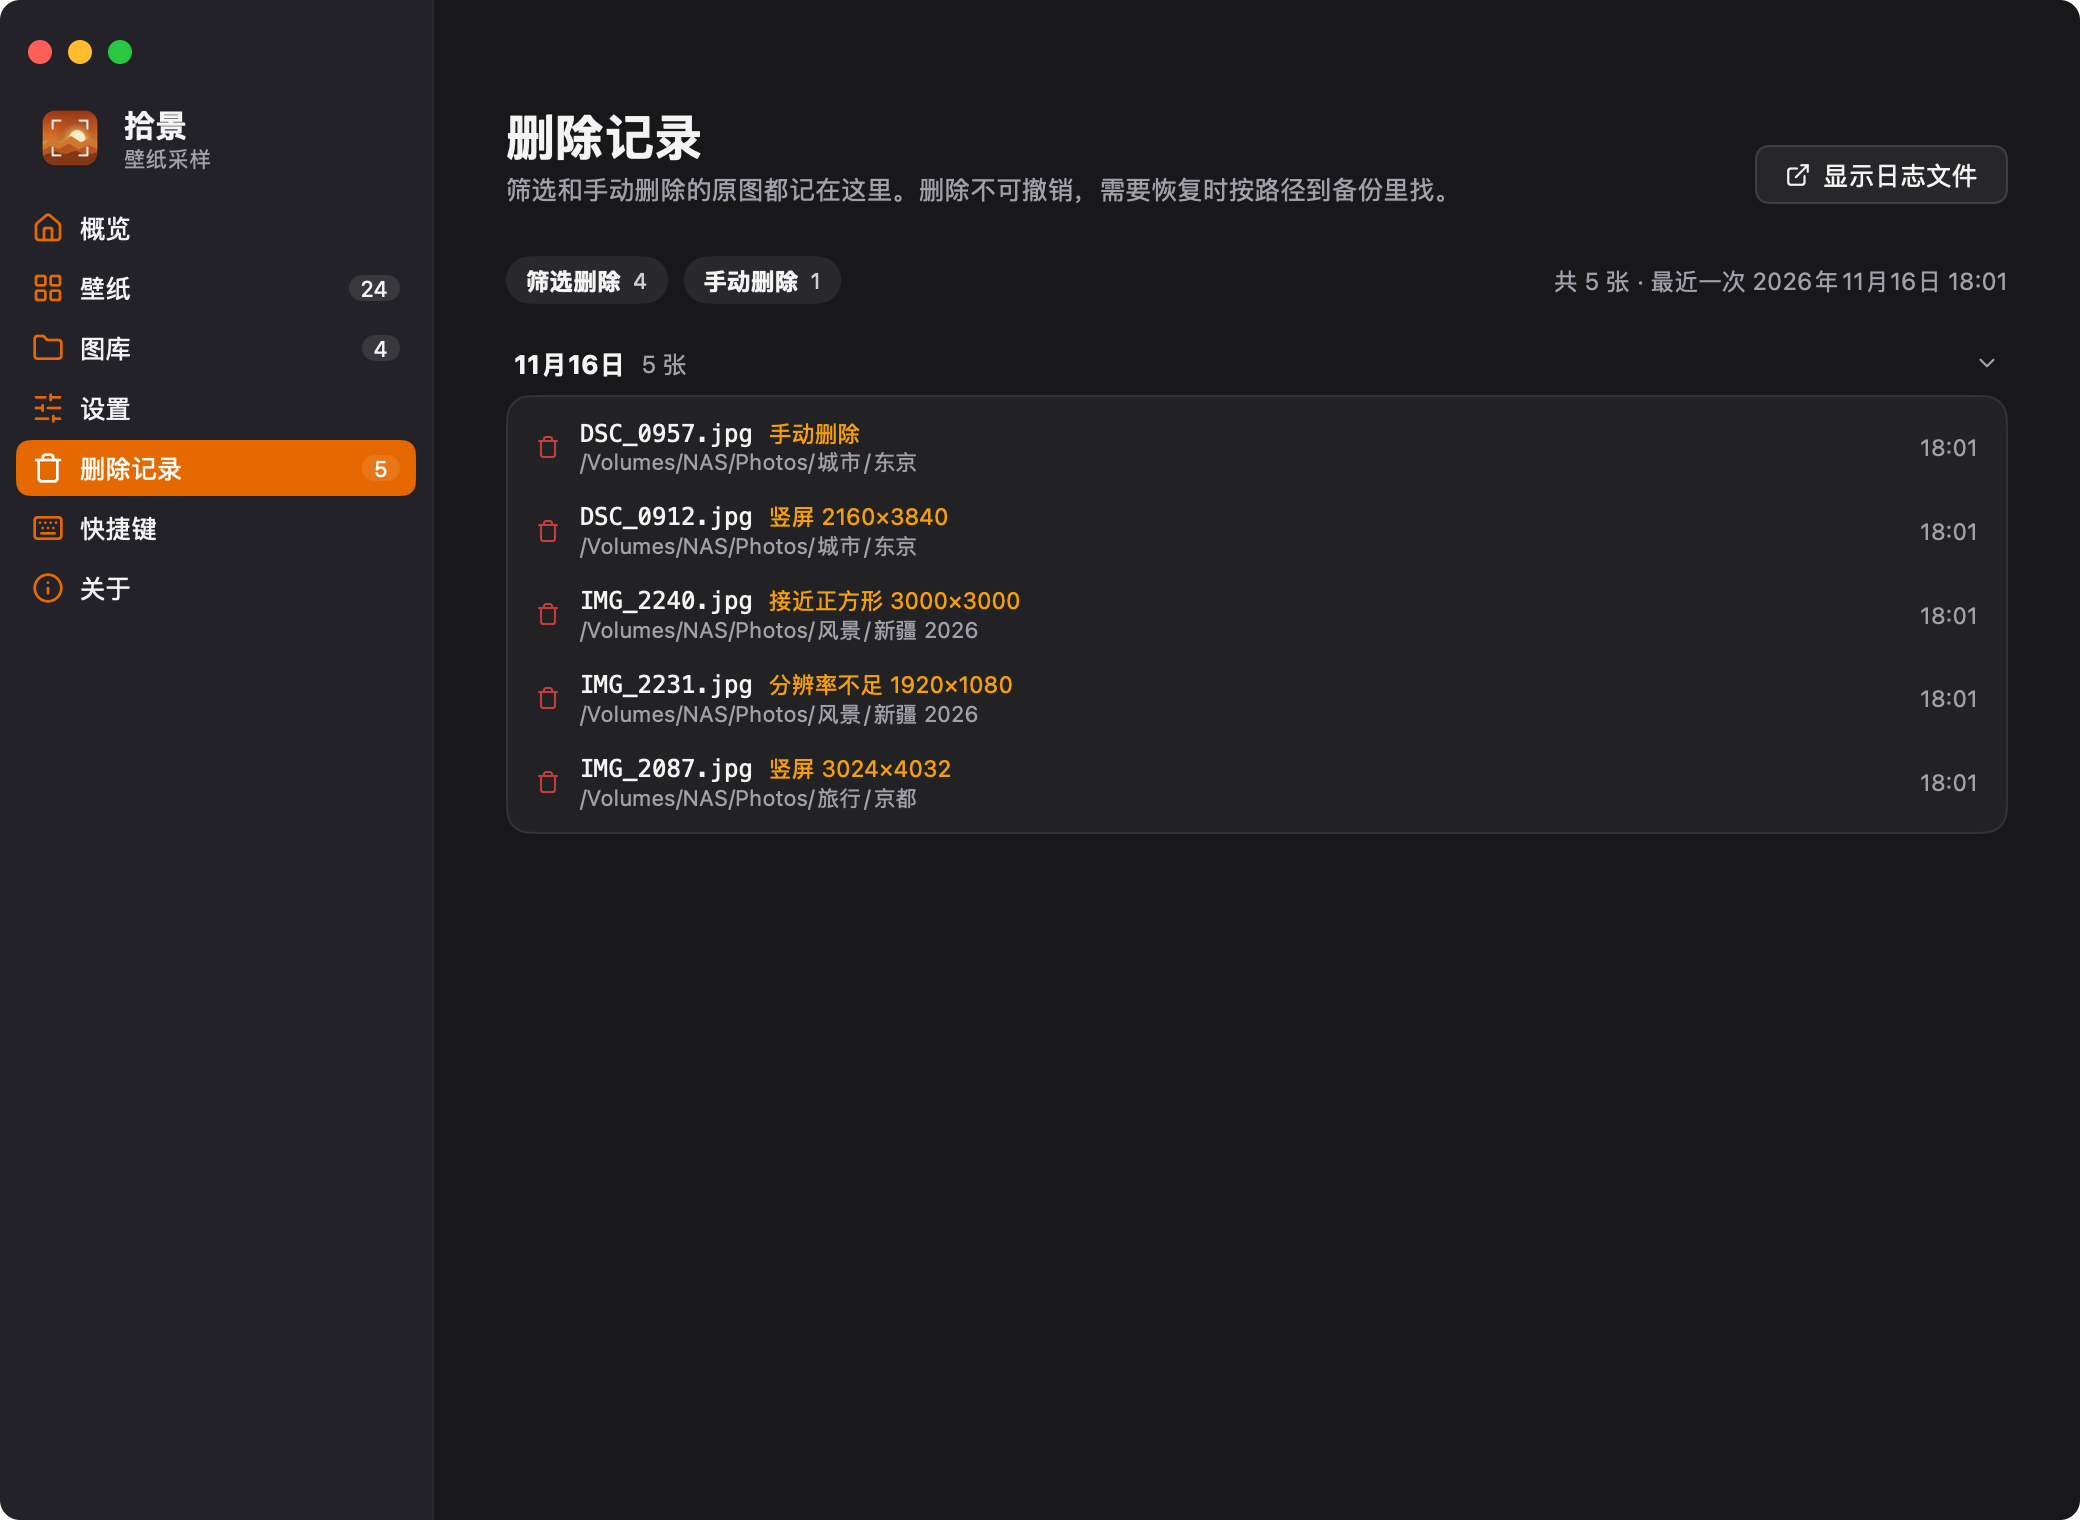 拾景
壁纸采样
概览
壁纸 24
图库 4
设置
删除记录 5
快捷键
关于
删除记录
筛选和手动删除的原图都记在这里。删除不可撤销，需要恢复时按路径到备份里找。
显示日志文件
筛选删除 4 手动删除 1
共 5 张 · 最近一次 2026年11月16日 18:01
11月16日 5 张
DSC_0957.jpg 手动删除
/Volumes/NAS/Photos/城市/东京
18:01
DSC_0912.jpg 竖屏 2160×3840
/Volumes/NAS/Photos/城市/东京
18:01
IMG_2240.jpg 接近正方形 3000×3000
/Volumes/NAS/Photos/风景/新疆 2026
18:01
IMG_2231.jpg 分辨率不足 1920×1080
/Volumes/NAS/Photos/风景/新疆 2026
18:01
IMG_2087.jpg 竖屏 3024×4032
/Volumes/NAS/Photos/旅行/京都
18:01